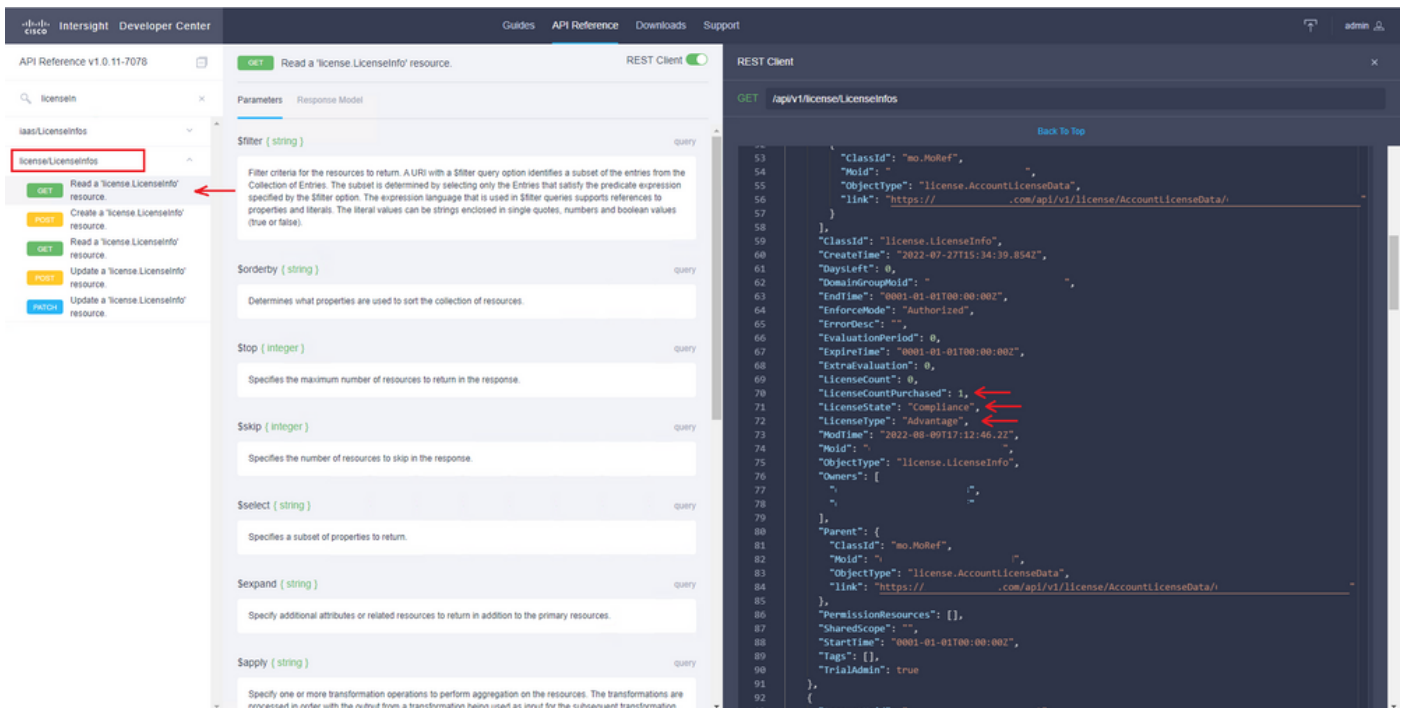 cisco Intersight Developer Center
Guides API Reference Downloads Support
admin
API Reference v1.0.11-7078
licensein
iaas/LicenseInfos
license/LicenseInfos
GET Read a 'license.LicenseInfo'
resource.
POST Create a 'license.LicenseInfo'
resource.
GET Read a 'license.LicenseInfo'
resource.
POST Update a 'license.LicenseInfo'
resource.
PATCH Update a 'license.LicenseInfo'
resource.
GET Read a 'license.LicenseInfo' resource.
REST Client
Parameters Response Model
$filter { string } query
Filter criteria for the resources to return. A URI with a $filter query option identifies a subset of the entries from the
Collection of Entries. The subset is determined by selecting only the Entries that satisfy the predicate expression
specified by the $filter option. The expression language that is used in $filter queries supports references to
properties and literals. The literal values can be strings enclosed in single quotes, numbers and boolean values
(true or false).
$orderby { string } query
Determines what properties are used to sort the collection of resources.
$top { integer } query
Specifies the maximum number of resources to return in the response.
$skip { integer } query
Specifies the number of resources to skip in the response.
$select { string } query
Specifies a subset of properties to return.
$expand { string } query
Specify additional attributes or related resources to return in addition to the primary resources.
$apply { string } query
Specify one or more transformation operations to perform aggregation on the resources. The transformations are
processed in order with the output from a transformation being used as input for the subsequent transformation.
REST Client
GET /api/v1/license/LicenseInfos
Back To Top
52 {
53 "ClassId": "mo.MoRef",
54 "Moid": " ",
55 "ObjectType": "license.AccountLicenseData",
56 "link": "https:// .com/api/v1/license/AccountLicenseData/ "
57 }
58 ],
59 "ClassId": "license.LicenseInfo",
60 "CreateTime": "2022-07-27T15:34:39.854Z",
61 "DaysLeft": 0,
62 "DomainGroupMoid": " ",
63 "EndTime": "0001-01-01T00:00:00Z",
64 "EnforceMode": "Authorized",
65 "ErrorDesc": "",
66 "EvaluationPeriod": 0,
67 "ExpireTime": "0001-01-01T00:00:00Z",
68 "ExtraEvaluation": 0,
69 "LicenseCount": 0,
70 "LicenseCountPurchased": 1,
71 "LicenseState": "Compliance",
72 "LicenseType": "Advantage",
73 "ModTime": "2022-08-09T17:12:46.2Z",
74 "Moid": " ",
75 "ObjectType": "license.LicenseInfo",
76 "Owners": [
77 " ",
78 " "
79 ],
80 "Parent": {
81 "ClassId": "mo.MoRef",
82 "Moid": " ",
83 "ObjectType": "license.AccountLicenseData",
84 "link": "https:// .com/api/v1/license/AccountLicenseData/ "
85 },
86 "PermissionResources": [],
87 "SharedScope": "",
88 "StartTime": "0001-01-01T00:00:00Z",
89 "Tags": [],
90 "TrialAdmin": true
91 },
92 {